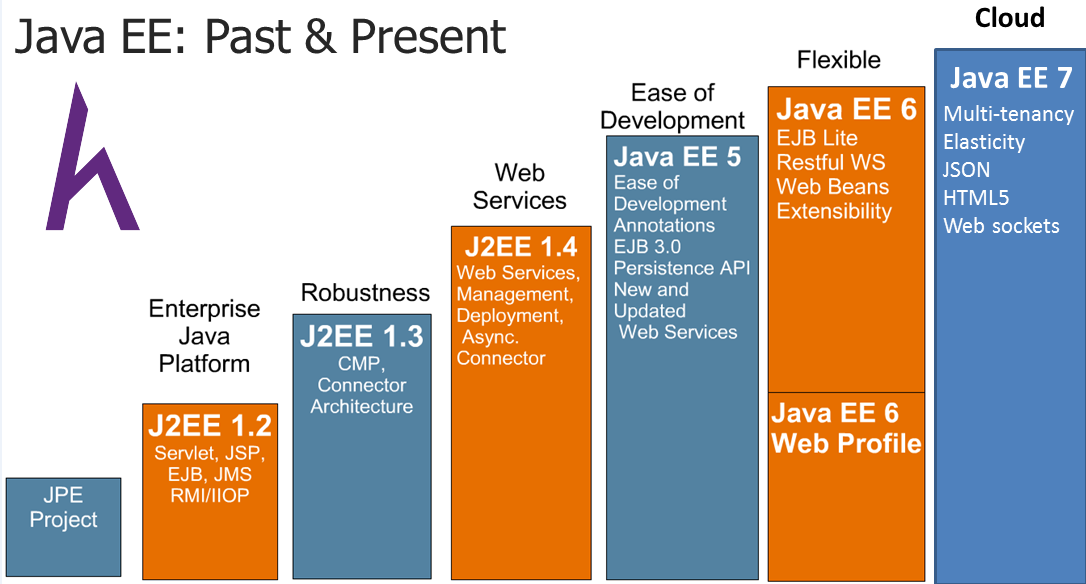 Java EE: Past & Present
JPE
Project
Enterprise
Java
Platform
J2EE 1.2
Servlet, JSP,
EJB, JMS
RMI/IIOP
Robustness
J2EE 1.3
CMP,
Connector
Architecture
Web
Services
J2EE 1.4
Web Services,
Management,
Deployment,
Async.
Connector
Ease of
Development
Java EE 5
Ease of
Development
Annotations
EJB 3.0
Persistence API
New and
Updated
Web Services
Flexible
Java EE 6
EJB Lite
Restful WS
Web Beans
Extensibility
Java EE 6
Web Profile
Cloud
Java EE 7
Multi-tenancy
Elasticity
JSON
HTML5
Web sockets